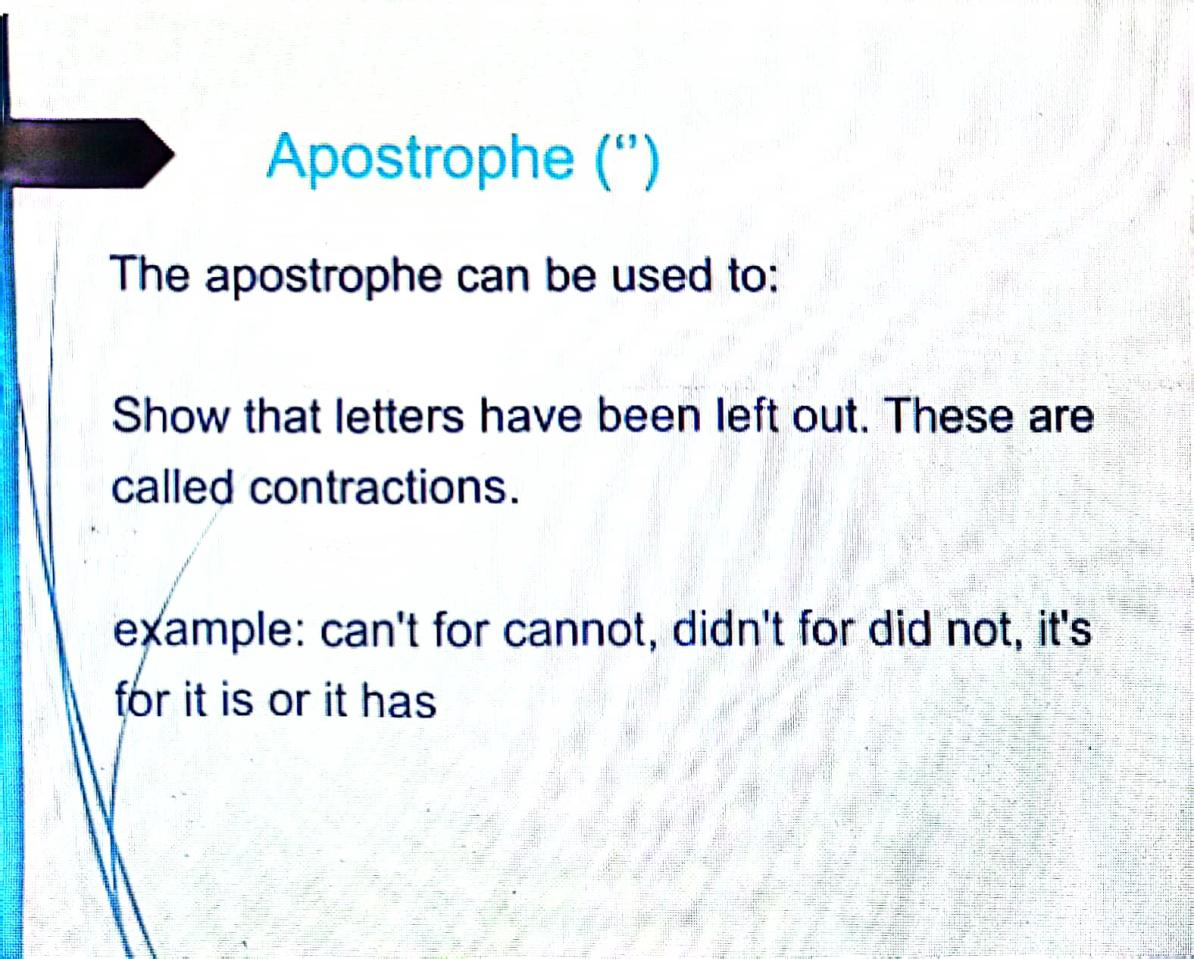 Apostrophe (‘’)
The apostrophe can be used to:
Show that letters have been left out. These are
called contractions.
example: can't for cannot, didn't for did not, it's
for it is or it has